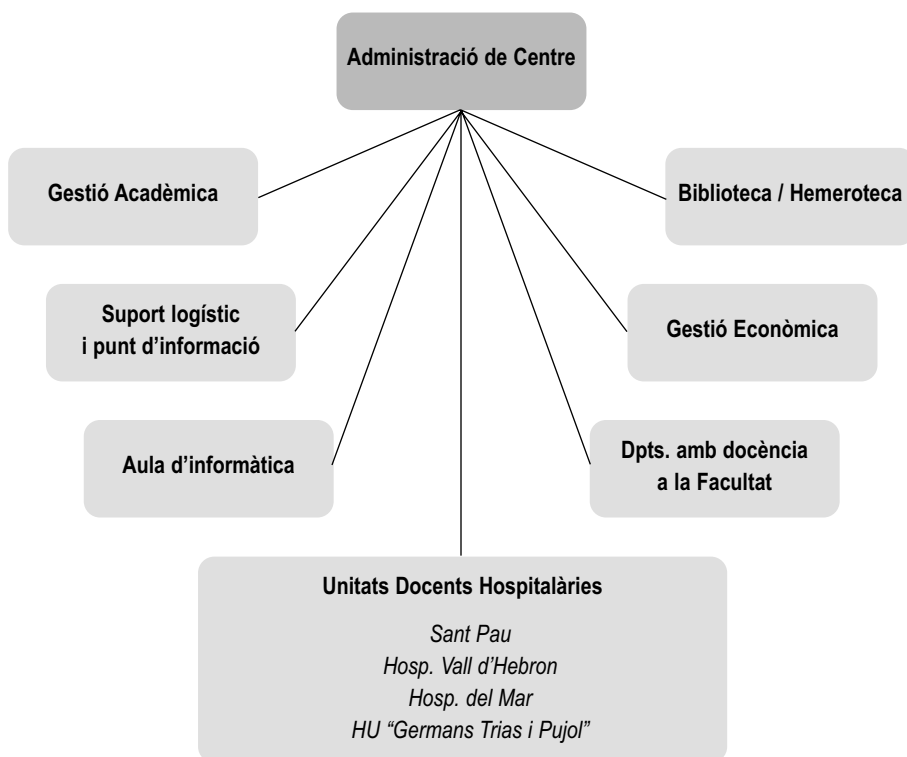 Administració de Centre
Gestió Acadèmica
Biblioteca / Hemeroteca
Suport logístic
i punt d’informació
Gestió Econòmica
Aula d’informàtica
Dpts. amb docència
a la Facultat
Unitats Docents Hospitalàries
Sant Pau
Hosp. Vall d’Hebron
Hosp. del Mar
HU “Germans Trias i Pujol”